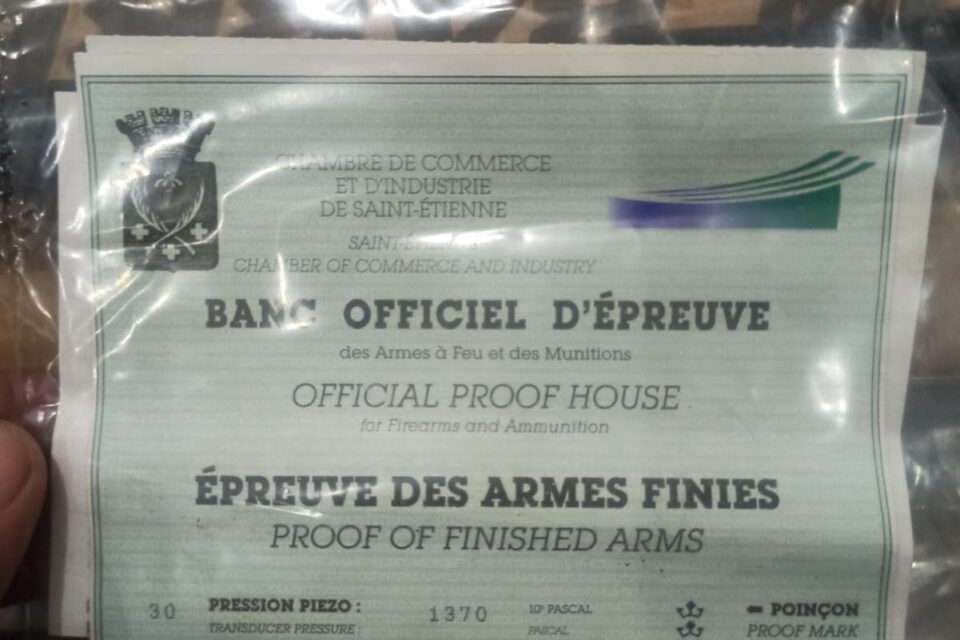 CHAMBRE DE COMMERCE
ET D'INDUSTRIE
DE SAINT-ÉTIENNE
SAINT-ÉTIENNE
CHAMBER OF COMMERCE AND INDUSTRY
BANC OFFICIEL D'ÉPREUVE
des Armes à Feu et des Munitions
OFFICIAL PROOF HOUSE
for Firearms and Ammunition
ÉPREUVE DES ARMES FINIES
PROOF OF FINISHED ARMS
30 PRESSION PIEZO : 1370 10⁵ PASCAL POINÇON
TRANSDUCER PRESSURE : PASCAL PROOF MARK